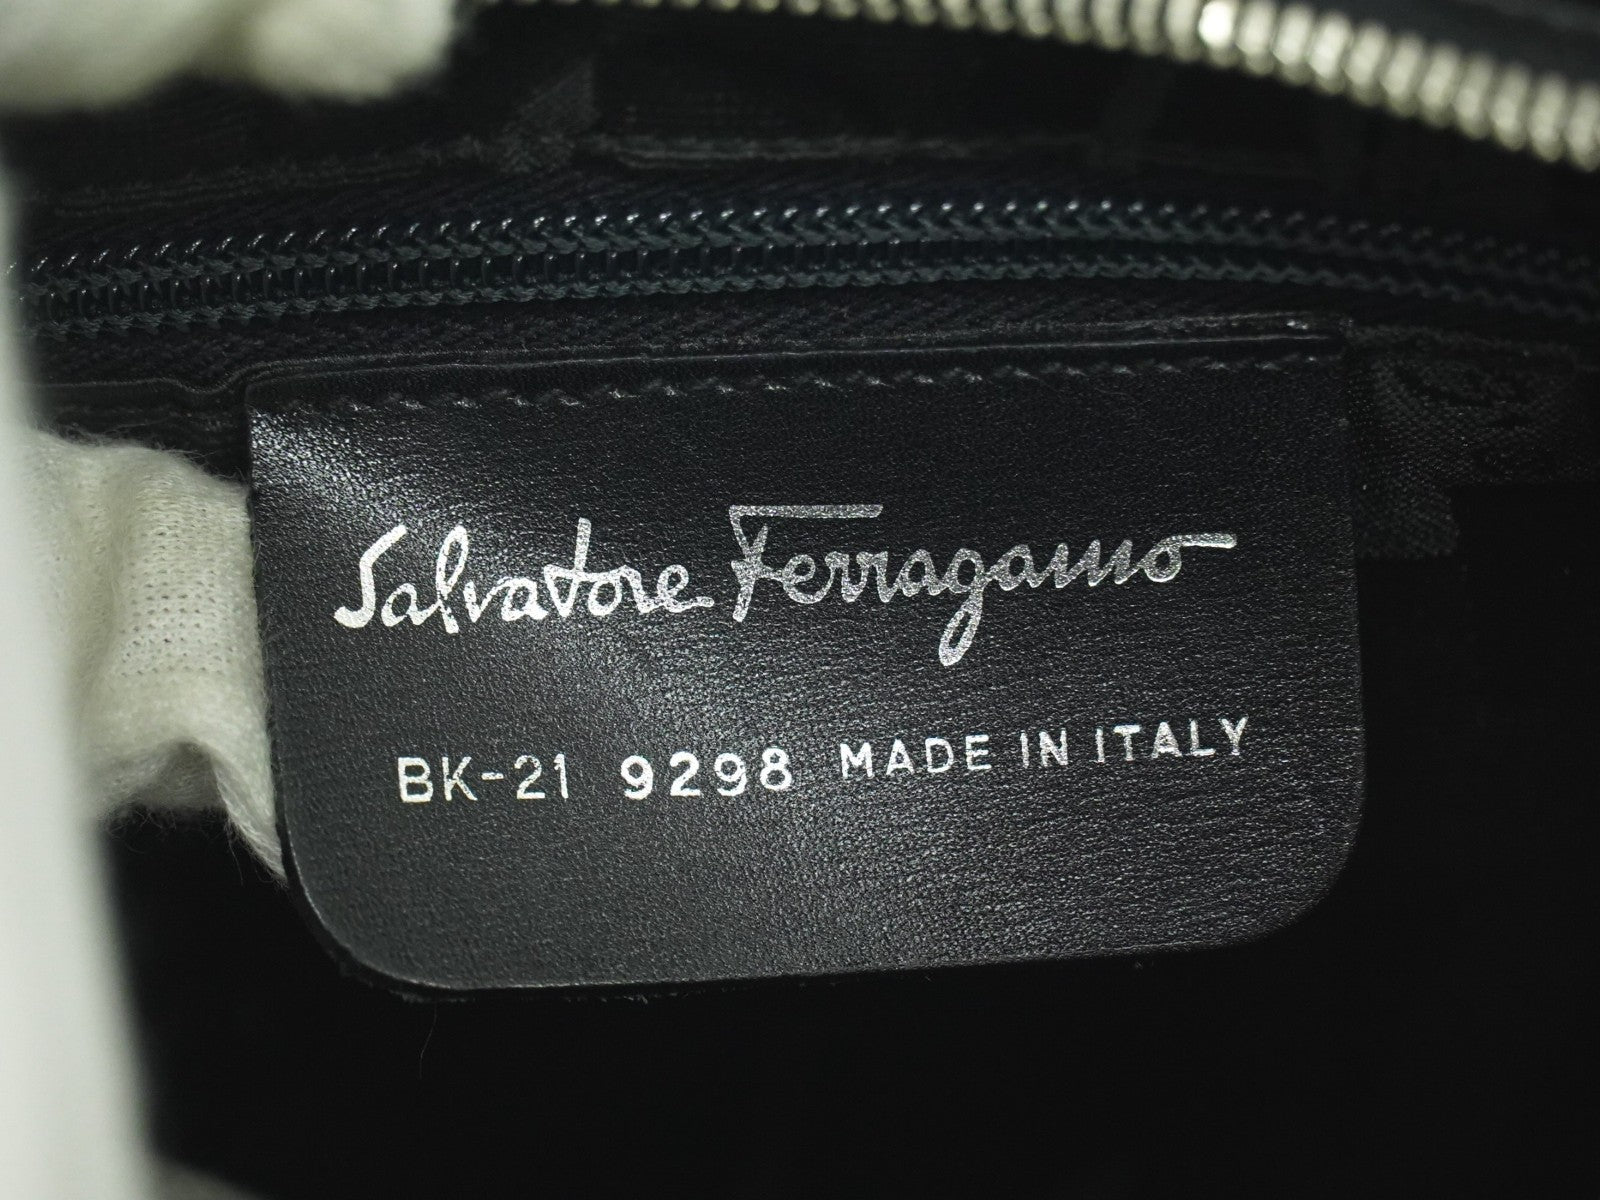 Salvatore Ferragamo
BK-21 9298 MADE IN ITALY